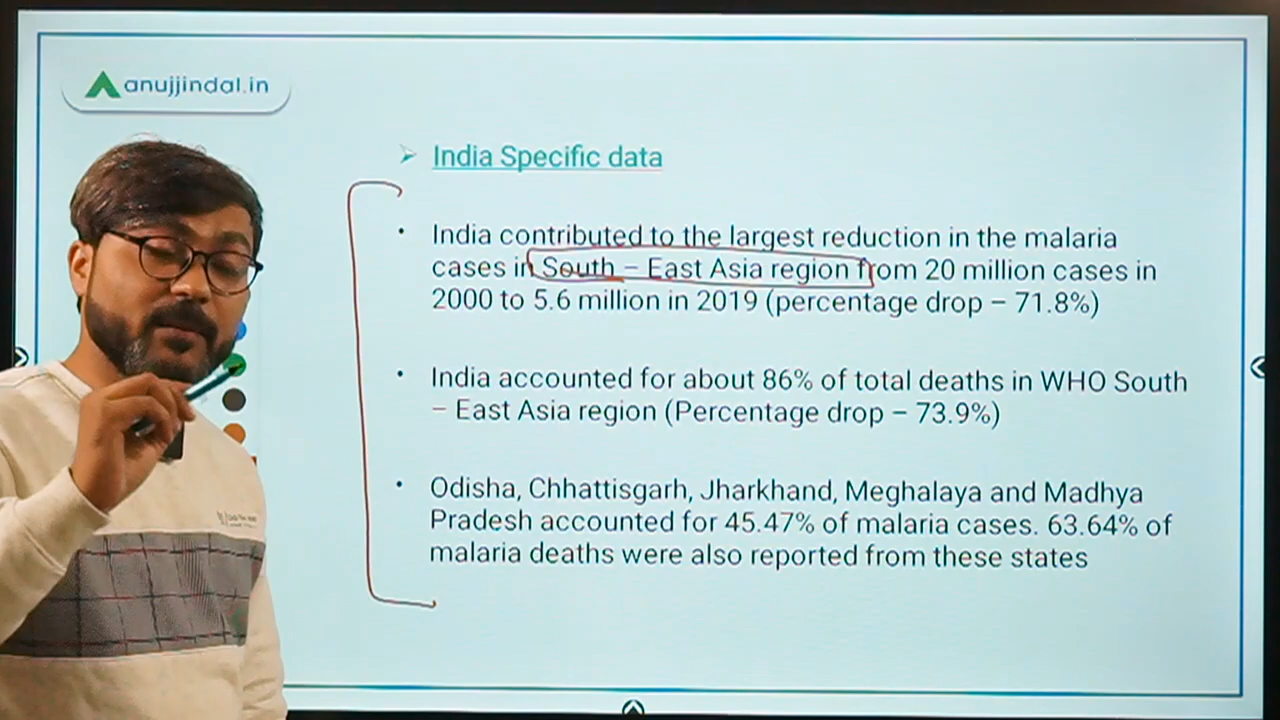 anujjindal.in
➢ India Specific data
• India contributed to the largest reduction in the malaria
cases in South – East Asia region from 20 million cases in
2000 to 5.6 million in 2019 (percentage drop – 71.8%)
• India accounted for about 86% of total deaths in WHO South
– East Asia region (Percentage drop – 73.9%)
• Odisha, Chhattisgarh, Jharkhand, Meghalaya and Madhya
Pradesh accounted for 45.47% of malaria cases. 63.64% of
malaria deaths were also reported from these states